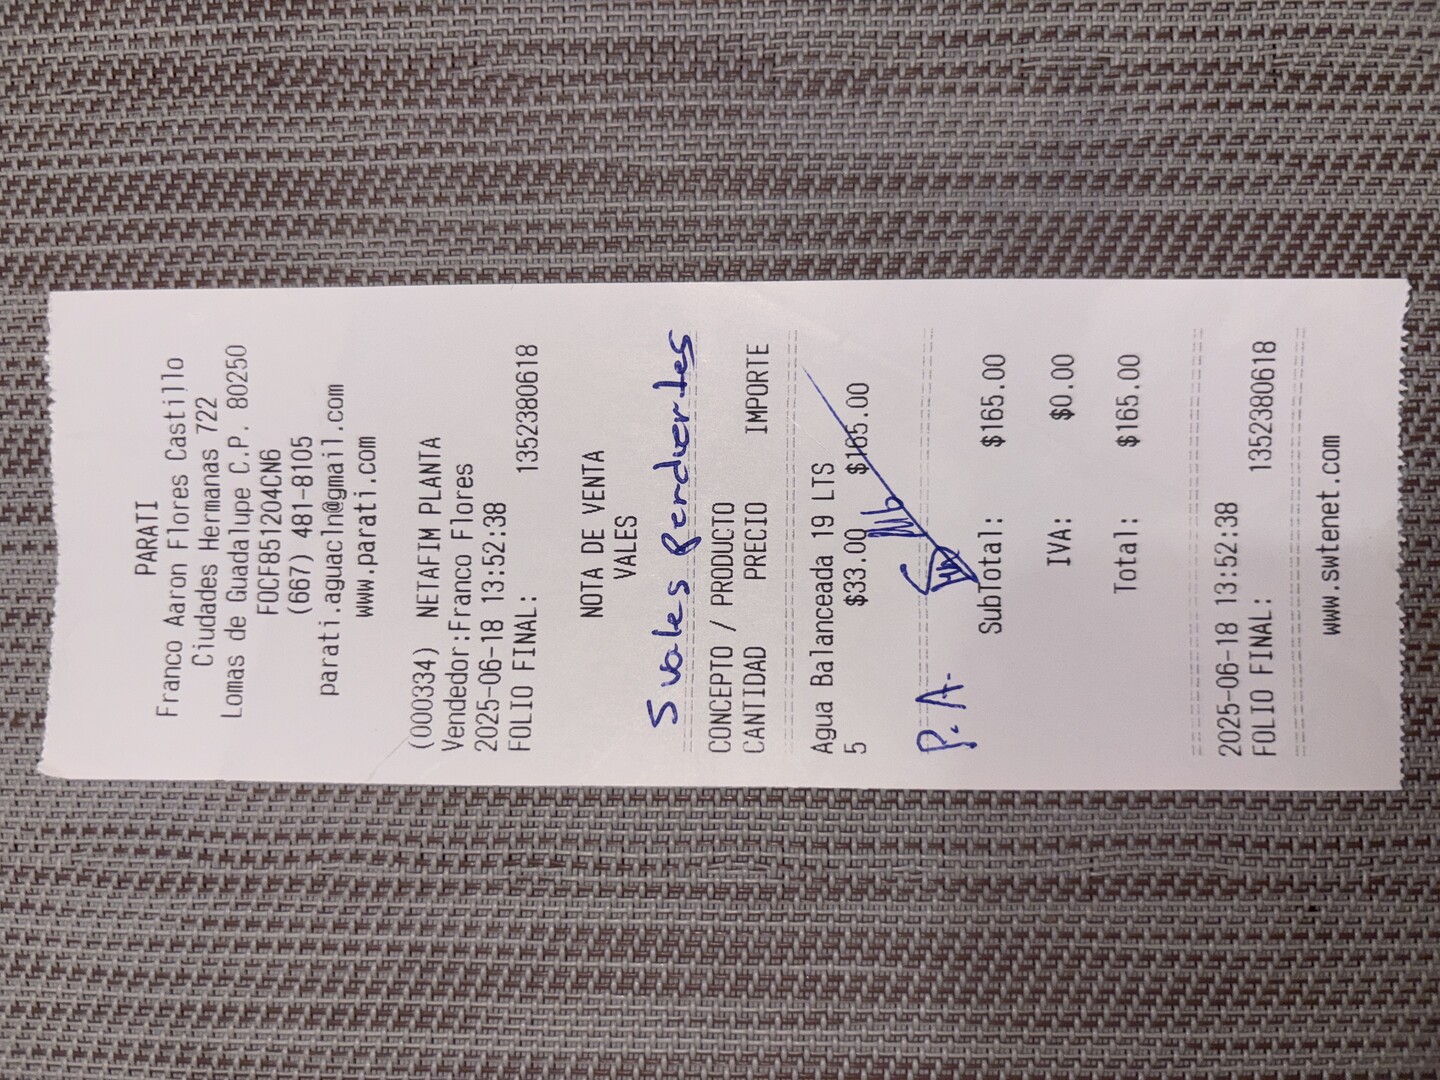 PARATI
Franco Aaron Flores Castillo
Ciudades Hermanas 722
Lomas de Guadalupe C.P. 80250
FOCF851204CN6
(667) 481-8105
parati.aguacln@gmail.com
www.parati.com
(000334) NETAFIM PLANTA
Vendedor:Franco Flores
2025-06-18 13:52:38
FOLIO FINAL: 1352380618
NOTA DE VENTA
VALES
5 vales Perdientes
CONCEPTO / PRODUCTO
CANTIDAD PRECIO IMPORTE
Agua Balanceada 19 LTS
5 $33.00 $165.00
P.A.
SubTotal: $165.00
IVA: $0.00
Total: $165.00
2025-06-18 13:52:38
FOLIO FINAL: 1352380618
www.swtenet.com